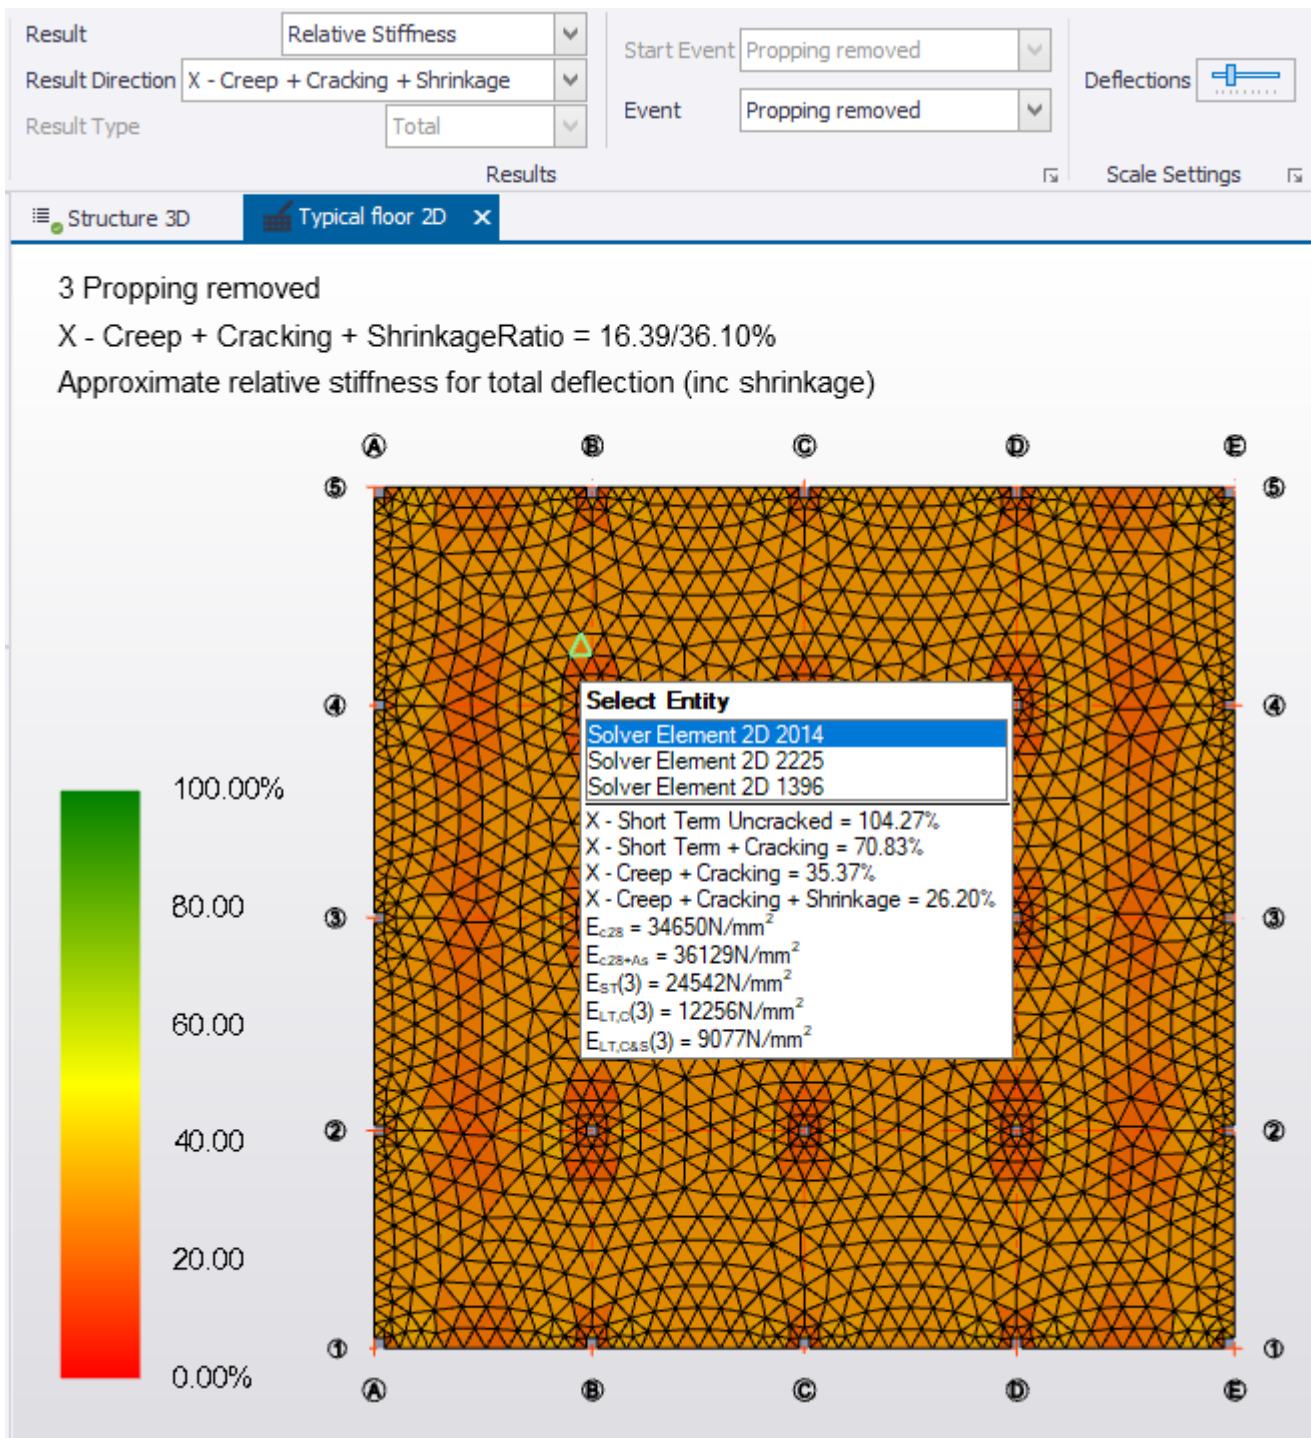 Result Relative Stiffness
Result Direction X - Creep + Cracking + Shrinkage
Result Type Total
Start Event Propping removed
Event Propping removed
Deflections
Results
Scale Settings
Structure 3D
Typical floor 2D X
3 Propping removed
X - Creep + Cracking + ShrinkageRatio = 16.39/36.10%
Approximate relative stiffness for total deflection (inc shrinkage)
A B C D E
5 5
4 4
3 3
2 2
1 1
A B C D E
Select Entity
Solver Element 2D 2014
Solver Element 2D 2225
Solver Element 2D 1396
X - Short Term Uncracked = 104.27%
X - Short Term + Cracking = 70.83%
X - Creep + Cracking = 35.37%
X - Creep + Cracking + Shrinkage = 26.20%
Ec28 = 34650N/mm²
Ec28+As = 36129N/mm²
EST(3) = 24542N/mm²
ELT,C(3) = 12256N/mm²
ELT,C&S(3) = 9077N/mm²
100.00%
80.00
60.00
40.00
20.00
0.00%